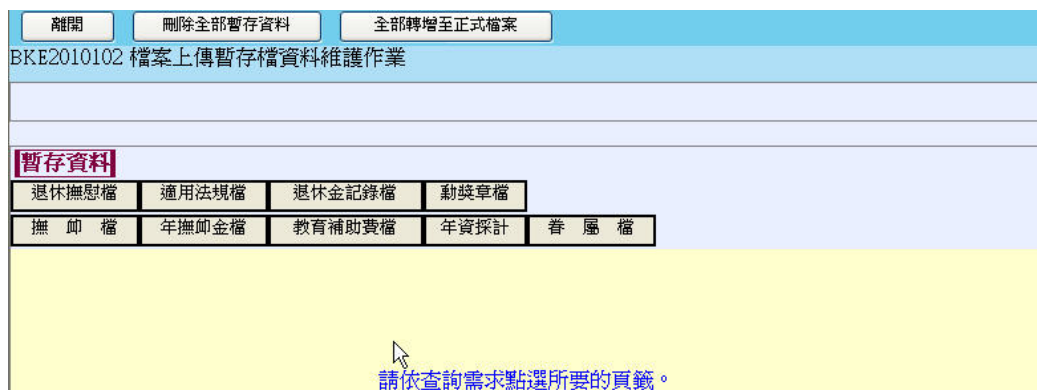 離開 刪除全部暫存資料 全部轉增至正式檔案
BKE2010102 檔案上傳暫存檔資料維護作業
暫存資料
退休撫慰檔 適用法規檔 退休金記錄檔 勳獎章檔
撫 卹 檔 年撫卹金檔 教育補助費檔 年資採計 眷 屬 檔
請依查詢需求點選所要的頁籤。